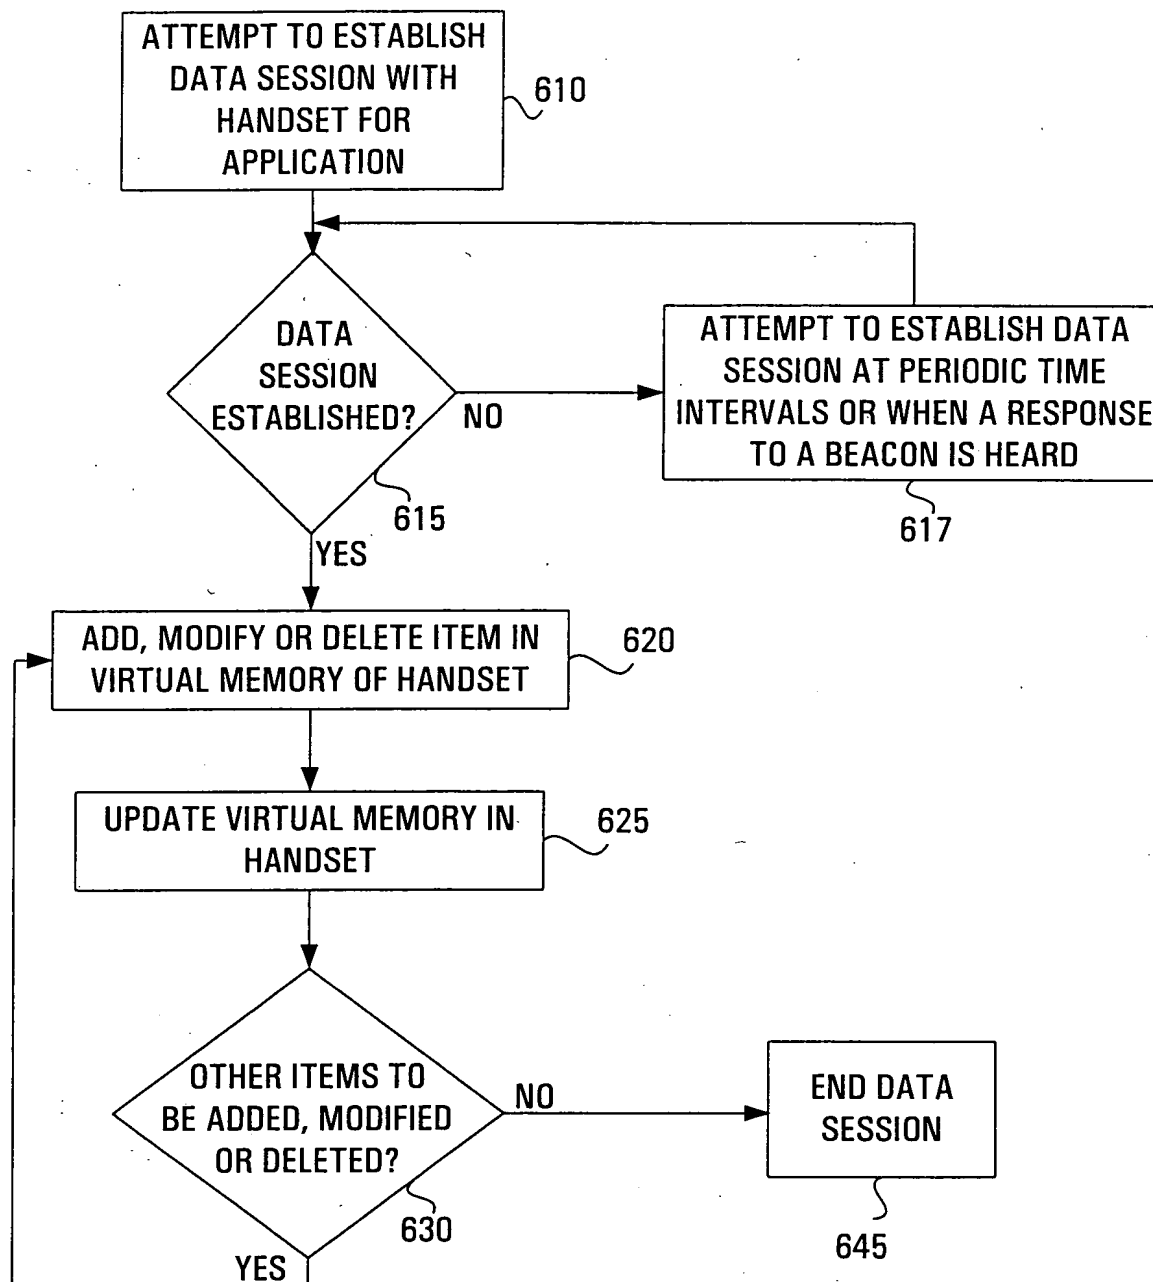 ATTEMPT TO ESTABLISH
DATA SESSION WITH
HANDSET FOR
APPLICATION
610
DATA
SESSION
ESTABLISHED?
NO
615
YES
ATTEMPT TO ESTABLISH DATA
SESSION AT PERIODIC TIME
INTERVALS OR WHEN A RESPONSE
TO A BEACON IS HEARD
617
ADD, MODIFY OR DELETE ITEM IN
VIRTUAL MEMORY OF HANDSET
620
UPDATE VIRTUAL MEMORY IN
HANDSET
625
OTHER ITEMS TO
BE ADDED, MODIFIED
OR DELETED?
NO
630
YES
END DATA
SESSION
645